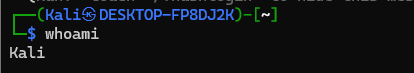 ┌──(Kali㉿DESKTOP-FP8DJ2K)-[~]
└─$ whoami
Kali